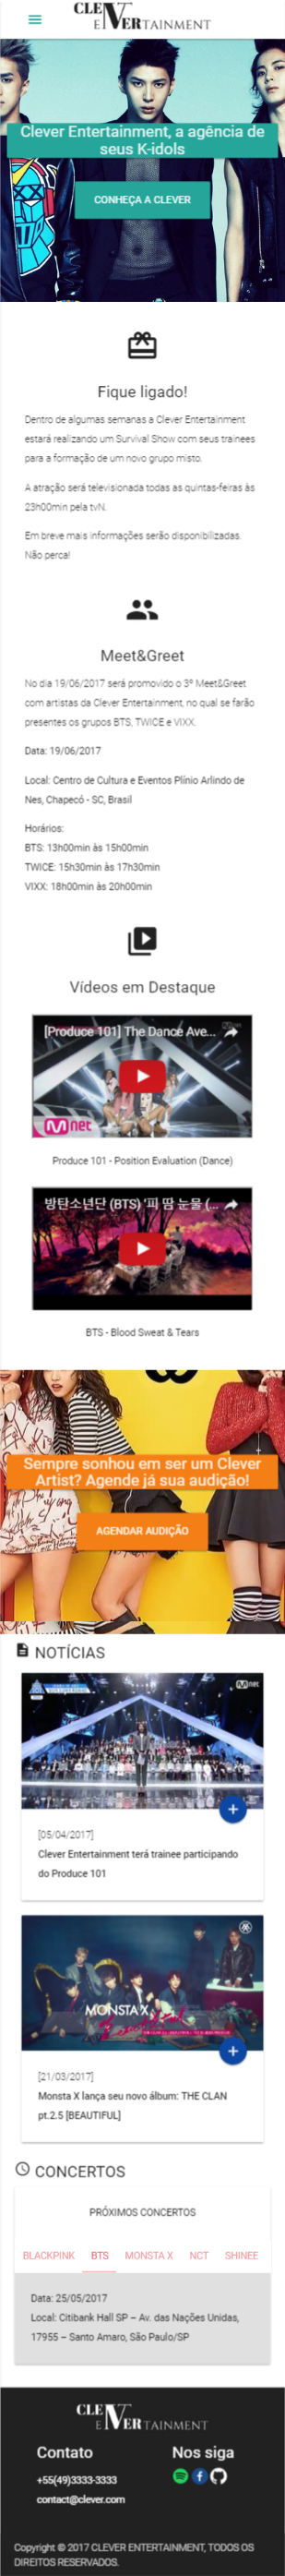 CLEVER
ENTERTAINMENT
Clever Entertainment, a agência de
seus K-idols
CONHEÇA A CLEVER
Fique ligado!
Dentro de algumas semanas a Clever Entertainment
estará realizando um Survival Show com seus trainees
para a formação de um novo grupo misto.
A atração será televisionada todas as quintas-feiras às
23h00min pela tvN.
Em breve mais informações serão disponibilizadas.
Não perca!
Meet&Greet
No dia 19/06/2017 será promovido o 3º Meet&Greet
com artistas da Clever Entertainment, no qual se farão
presentes os grupos BTS, TWICE e VIXX.
Data: 19/06/2017
Local: Centro de Cultura e Eventos Plínio Arlindo de
Nes, Chapecó - SC, Brasil
Horários:
BTS: 13h00min às 15h00min
TWICE: 15h30min às 17h30min
VIXX: 18h00min às 20h00min
Vídeos em Destaque
[Produce 101] The Dance Ave...
Mnet
Produce 101 - Position Evaluation (Dance)
방탄소년단 (BTS) '피 땀 눈물 (...
BTS - Blood Sweat & Tears
Sempre sonhou em ser um Clever
Artist? Agende já sua audição!
AGENDAR AUDIÇÃO
NOTÍCIAS
Mnet
[05/04/2017]
Clever Entertainment terá trainee participando
do Produce 101
MONSTA X
Beautiful
[21/03/2017]
Monsta X lança seu novo álbum: THE CLAN
pt.2.5 [BEAUTIFUL]
CONCERTOS
PRÓXIMOS CONCERTOS
BLACKPINK BTS MONSTA X NCT SHINEE
Data: 25/05/2017
Local: Citibank Hall SP – Av. das Nações Unidas,
17955 – Santo Amaro, São Paulo/SP
CLEVER
ENTERTAINMENT
Contato Nos siga
+55(49)3333-3333
contact@clever.com
Copyright © 2017 CLEVER ENTERTAINMENT, TODOS OS
DIREITOS RESERVADOS.